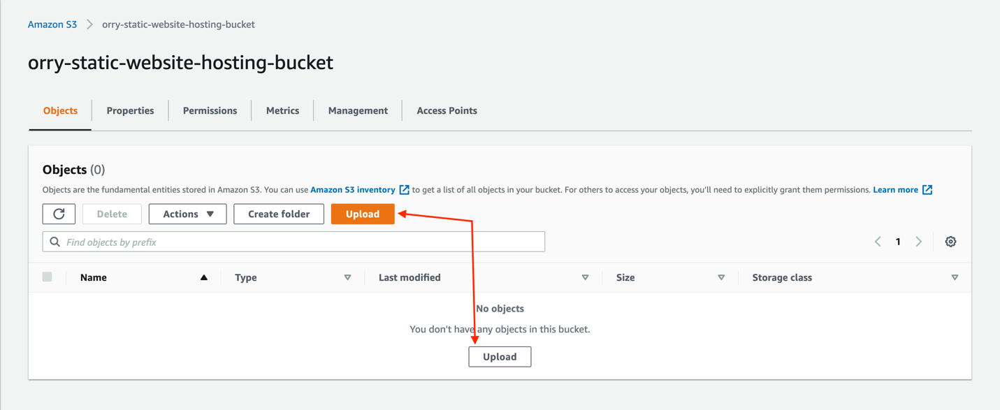 Amazon S3 > orry-static-website-hosting-bucket
orry-static-website-hosting-bucket
Objects Properties Permissions Metrics Management Access Points
Objects (0)
Objects are the fundamental entities stored in Amazon S3. You can use Amazon S3 inventory to get a list of all objects in your bucket. For others to access your objects, you'll need to explicitly grant them permissions. Learn more
Delete Actions Create folder Upload
Find objects by prefix 1
Name Type Last modified Size Storage class
No objects
You don't have any objects in this bucket.
Upload